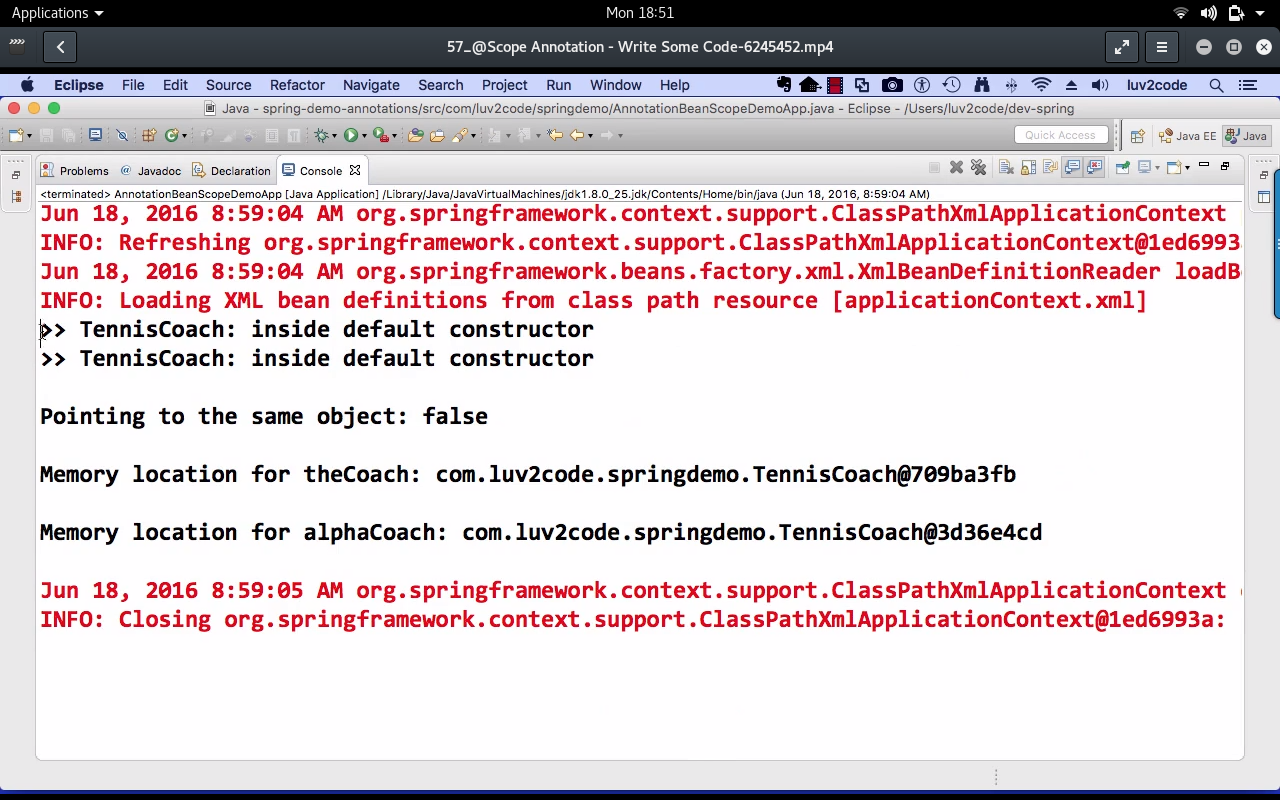 Applications
Mon 18:51
57_@Scope Annotation - Write Some Code-6245452.mp4
Eclipse File Edit Source Refactor Navigate Search Project Run Window Help luv2code
Java - spring-demo-annotations/src/com/luv2code/springdemo/AnnotationBeanScopeDemoApp.java - Eclipse - /Users/luv2code/dev-spring
Quick Access Java EE Java
Problems @ Javadoc Declaration Console
<terminated> AnnotationBeanScopeDemoApp [Java Application] /Library/Java/JavaVirtualMachines/jdk1.8.0_25.jdk/Contents/Home/bin/java (Jun 18, 2016, 8:59:04 AM)
Jun 18, 2016 8:59:04 AM org.springframework.context.support.ClassPathXmlApplicationContext
INFO: Refreshing org.springframework.context.support.ClassPathXmlApplicationContext@1ed6993
Jun 18, 2016 8:59:04 AM org.springframework.beans.factory.xml.XmlBeanDefinitionReader loadB
INFO: Loading XML bean definitions from class path resource [applicationContext.xml]
>> TennisCoach: inside default constructor
>> TennisCoach: inside default constructor
Pointing to the same object: false
Memory location for theCoach: com.luv2code.springdemo.TennisCoach@709ba3fb
Memory location for alphaCoach: com.luv2code.springdemo.TennisCoach@3d36e4cd
Jun 18, 2016 8:59:05 AM org.springframework.context.support.ClassPathXmlApplicationContext
INFO: Closing org.springframework.context.support.ClassPathXmlApplicationContext@1ed6993a: